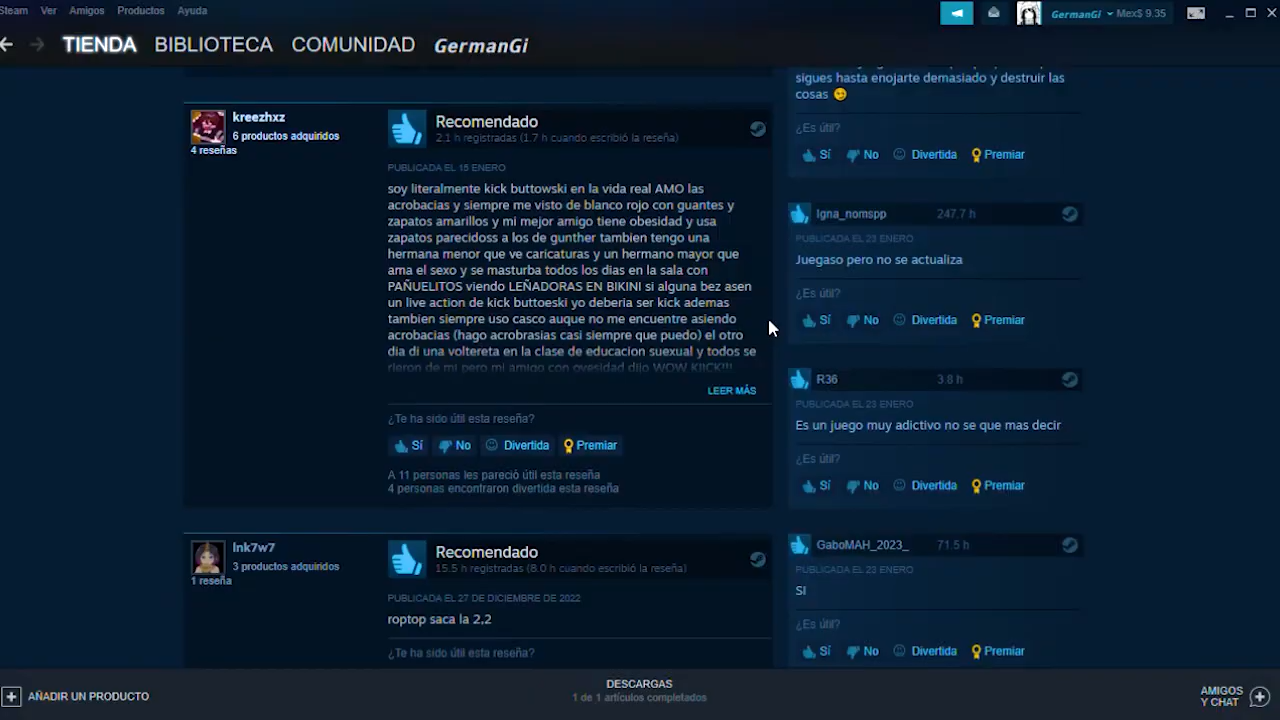 Steam Ver Amigos Productos Ayuda
GermanGi Mex$ 9.35
TIENDA BIBLIOTECA COMUNIDAD GermanGi
kreezhxz
6 productos adquiridos
4 reseñas
Recomendado
2.1 h registradas (1.7 h cuando escribió la reseña)
PUBLICADA EL 15 ENERO
soy literalmente kick buttowski en la vida real AMO las
acrobacias y siempre me visto de blanco rojo con guantes y
zapatos amarillos y mi mejor amigo tiene obesidad y usa
zapatos parecidoss a los de gunther tambien tengo una
hermana menor que ve caricaturas y un hermano mayor que
ama el sexo y se masturba todos los dias en la sala con
PAÑUELITOS viendo LEÑADORAS EN BIKINI si alguna bez asen
un live action de kick buttoeski yo deberia ser kick ademas
tambien siempre uso casco auque no me encuentre asiendo
acrobacias (hago acrobrasias casi siempre que puedo) el otro
dia di una voltereta en la clase de educacion suexual y todos se
rieron de mi pero mi amigo con ovesidad dijo WOW KIICK!!!
LEER MÁS
¿Te ha sido útil esta reseña?
Sí No Divertida Premiar
A 11 personas les pareció útil esta reseña
4 personas encontraron divertida esta reseña
lnk7w7
3 productos adquiridos
1 reseña
Recomendado
15.5 h registradas (8.0 h cuando escribió la reseña)
PUBLICADA EL 27 DE DICIEMBRE DE 2022
roptop saca la 2,2
¿Te ha sido útil esta reseña?
sigues hasta enojarte demasiado y destruir las
cosas 😏
¿Es útil?
Sí No Divertida Premiar
Igna_nomspp 247.7 h
PUBLICADA EL 23 ENERO
Juegaso pero no se actualiza
¿Es útil?
Sí No Divertida Premiar
R36 3.8 h
PUBLICADA EL 23 ENERO
Es un juego muy adictivo no se que mas decir
¿Es útil?
Sí No Divertida Premiar
GaboMAH_2023_ 71.5 h
PUBLICADA EL 23 ENERO
SI
¿Es útil?
Sí No Divertida Premiar
AÑADIR UN PRODUCTO
DESCARGAS
1 de 1 artículos completados
AMIGOS
Y CHAT